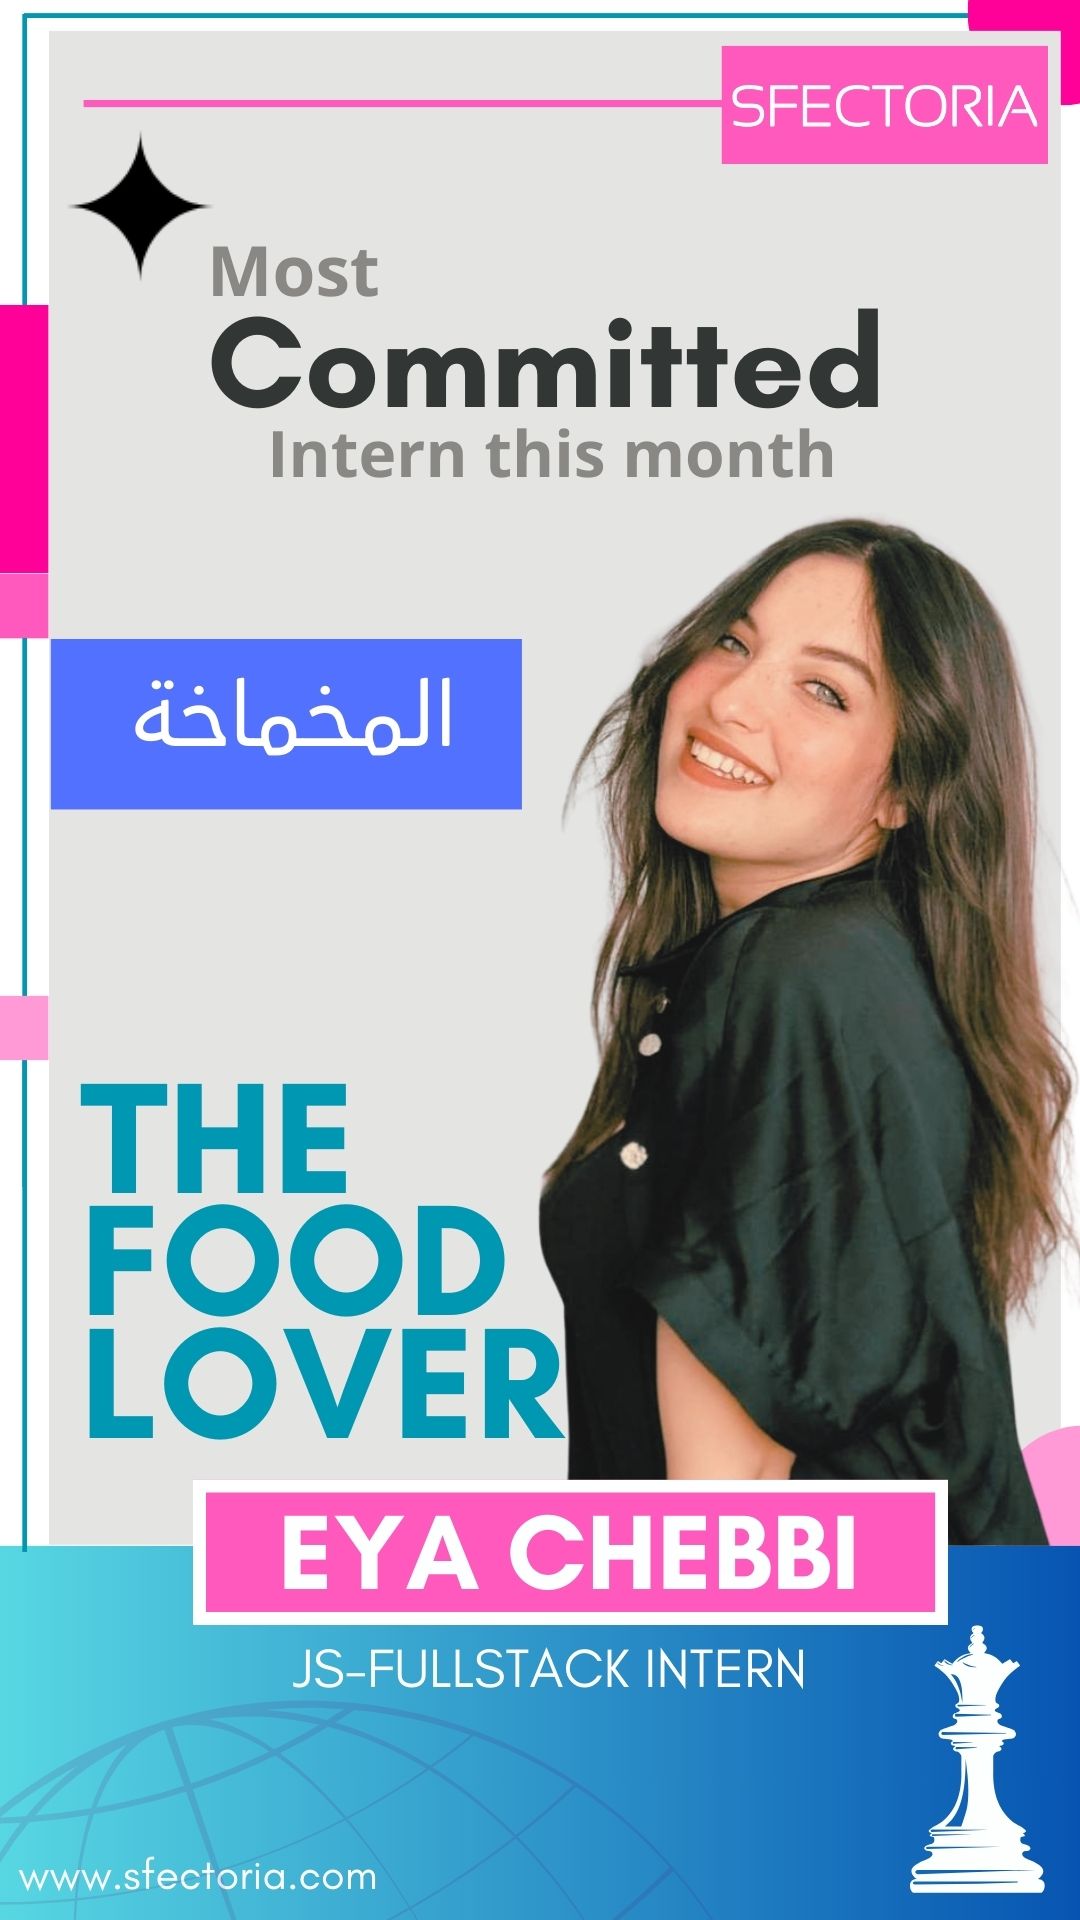 SFECTORIA
Most
Committed
Intern this month
المخماخة
THE
FOOD
LOVER
EYA CHEBBI
JS-FULLSTACK INTERN
www.sfectoria.com